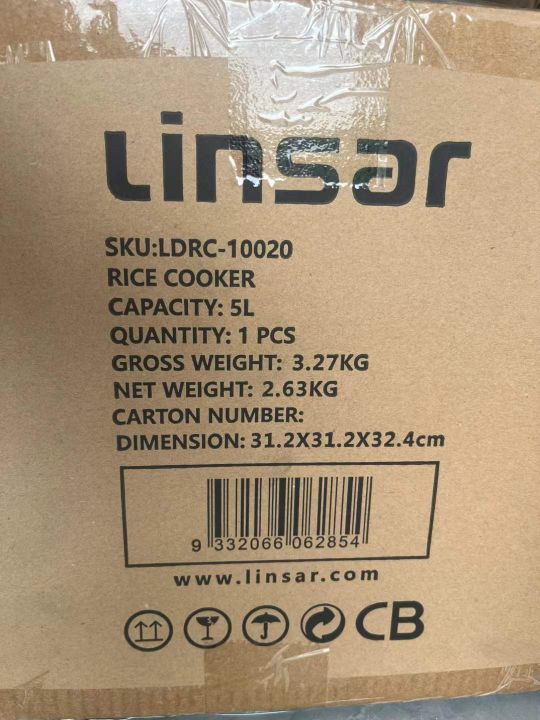 Linsar
SKU:LDRC-10020
RICE COOKER
CAPACITY: 5L
QUANTITY: 1 PCS
GROSS WEIGHT: 3.27KG
NET WEIGHT: 2.63KG
CARTON NUMBER:
DIMENSION: 31.2X31.2X32.4cm
9 332066 062854
www.linsar.com
CB